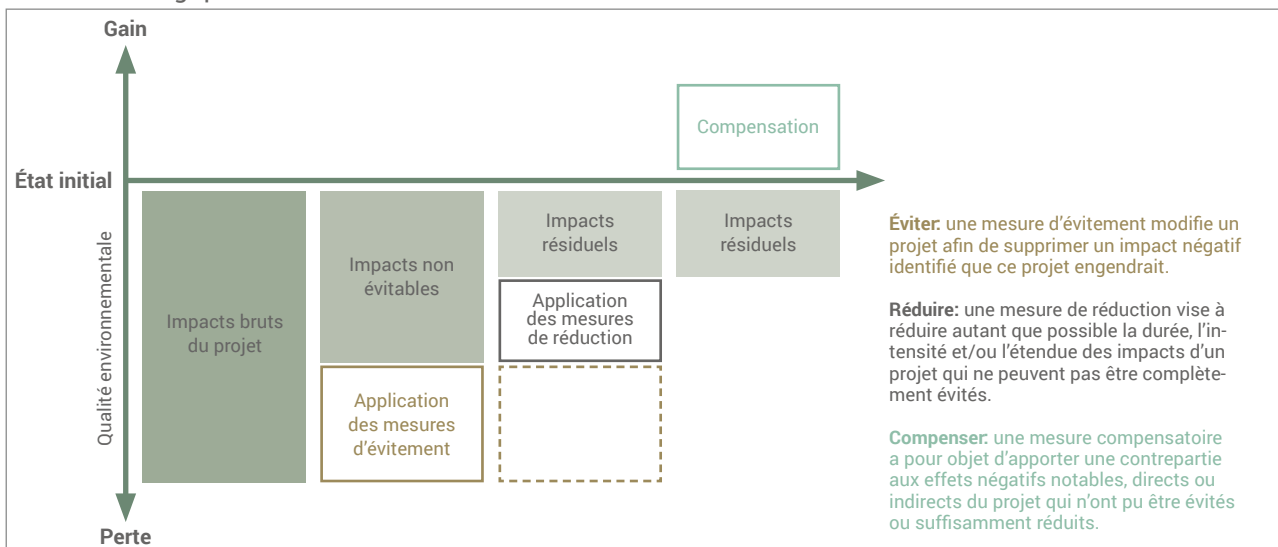 Gain
Compensation
État initial
Qualité environnementale
Impacts bruts
du projet
Impacts non
évitables
Application
des mesures
d'évitement
Impacts
résiduels
Application
des mesures
de réduction
Impacts
résiduels
Perte
Éviter: une mesure d'évitement modifie un
projet afin de supprimer un impact négatif
identifié que ce projet engendrait.
Réduire: une mesure de réduction vise à
réduire autant que possible la durée, l'in-
tensité et/ou l'étendue des impacts d'un
projet qui ne peuvent pas être complète-
ment évités.
Compenser: une mesure compensatoire
a pour objet d'apporter une contrepartie
aux effets négatifs notables, directs ou
indirects du projet qui n'ont pu être évités
ou suffisamment réduits.